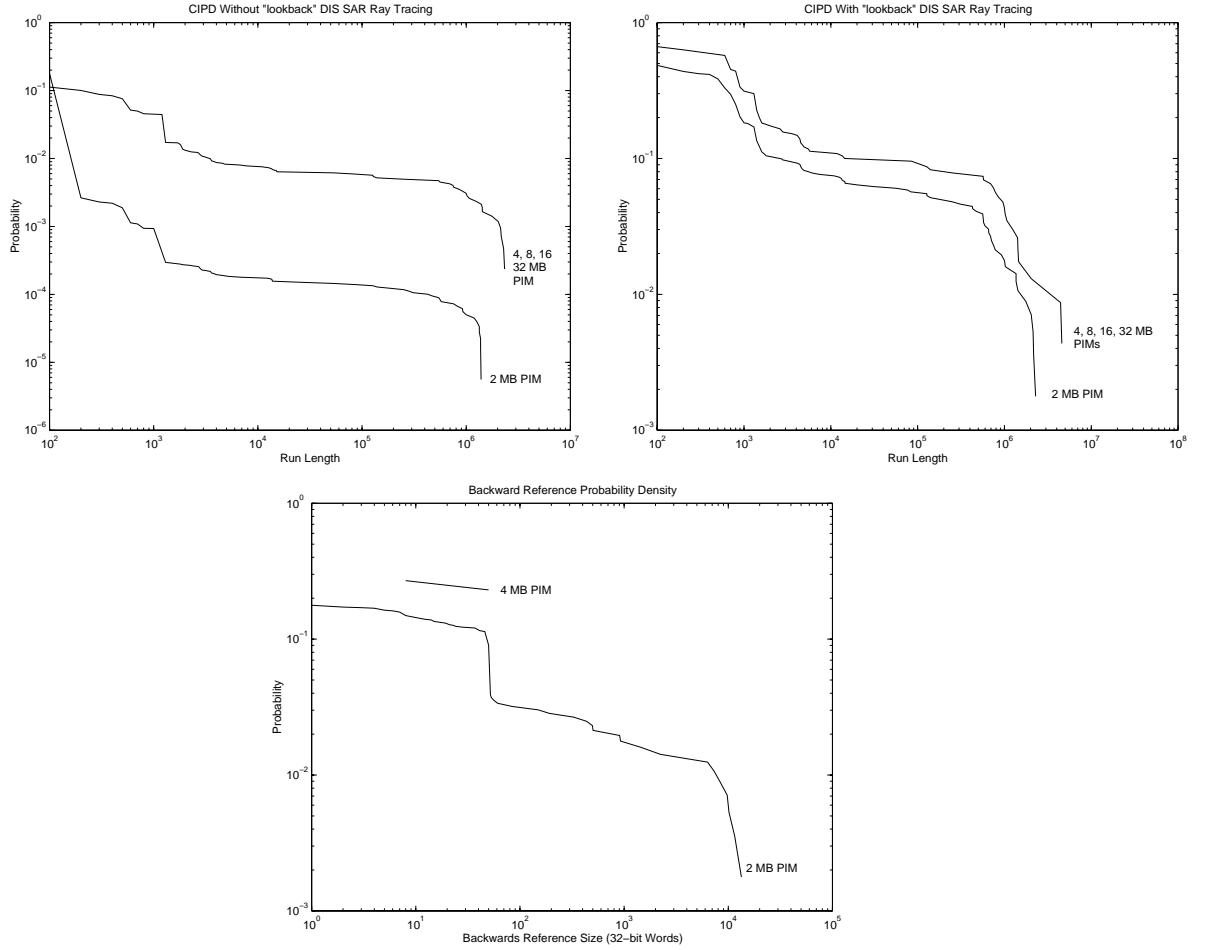 CIPD Without "lookback" DIS SAR Ray Tracing
10^0
10^-1
10^-2
10^-3
10^-4
10^-5
10^-6
Probability
4, 8, 16
32 MB
PIM
2 MB PIM
10^2 10^3 10^4 10^5 10^6 10^7
Run Length
CIPD With "lookback" DIS SAR Ray Tracing
10^0
10^-1
10^-2
10^-3
Probability
4, 8, 16, 32 MB
PIMs
2 MB PIM
10^2 10^3 10^4 10^5 10^6 10^7 10^8
Run Length
Backward Reference Probability Density
10^0
10^-1
10^-2
10^-3
Probability
4 MB PIM
2 MB PIM
10^0 10^1 10^2 10^3 10^4 10^5
Backwards Reference Size (32−bit Words)